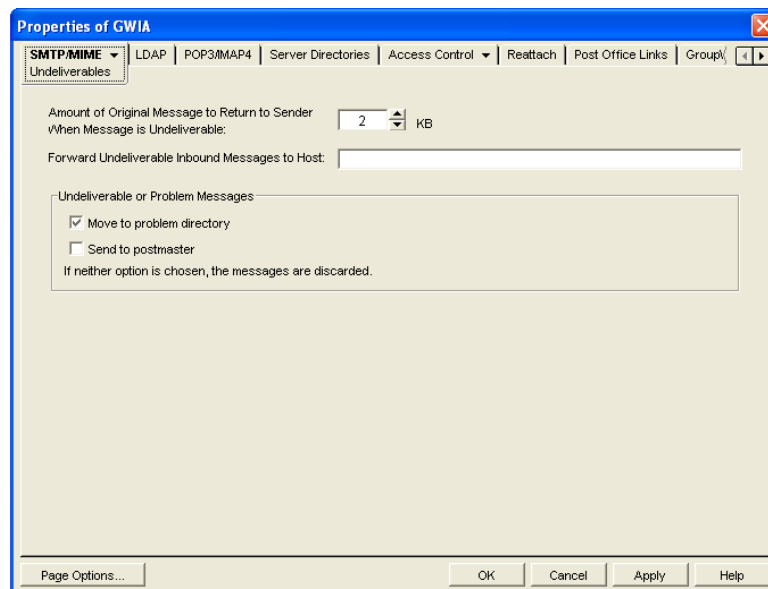 Properties of GWIA
SMTP/MIME
Undeliverables
LDAP
POP3/IMAP4
Server Directories
Access Control
Reattach
Post Office Links
GroupW
Amount of Original Message to Return to Sender
When Message is Undeliverable:
2
KB
Forward Undeliverable Inbound Messages to Host:
Undeliverable or Problem Messages
Move to problem directory
Send to postmaster
If neither option is chosen, the messages are discarded.
Page Options...
OK
Cancel
Apply
Help